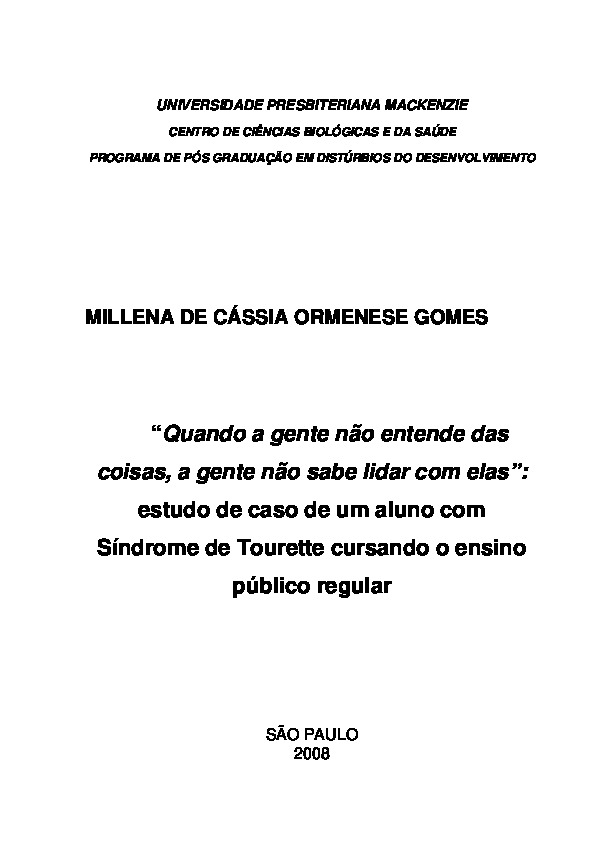 UNIVERSIDADE PRESBITERIANA MACKENZIE
CENTRO DE CIÊNCIAS BIOLÓGICAS E DA SAÚDE
PROGRAMA DE PÓS GRADUAÇÃO EM DISTÚRBIOS DO DESENVOLVIMENTO
MILLENA DE CÁSSIA ORMENESE GOMES
“Quando a gente não entende das
coisas, a gente não sabe lidar com elas”:
estudo de caso de um aluno com
Síndrome de Tourette cursando o ensino
público regular
SÃO PAULO
2008